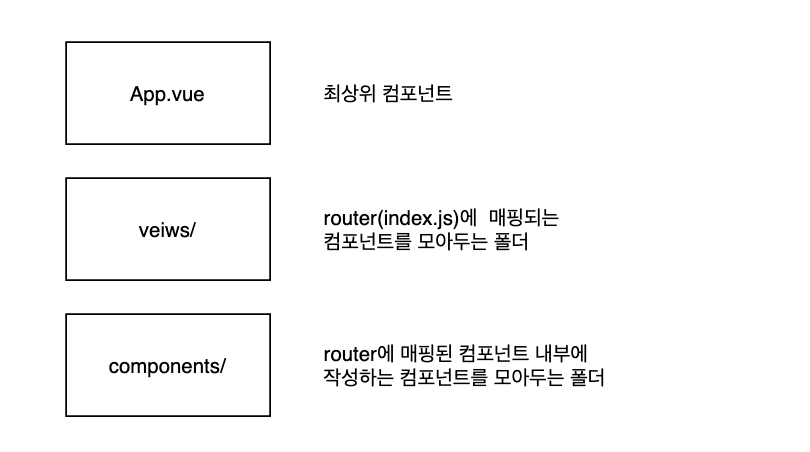 App.vue
최상위 컴포넌트
veiws/
router(index.js)에  매핑되는
컴포넌트를 모아두는 폴더
components/
router에 매핑된 컴포넌트 내부에
작성하는 컴포넌트를 모아두는 폴더